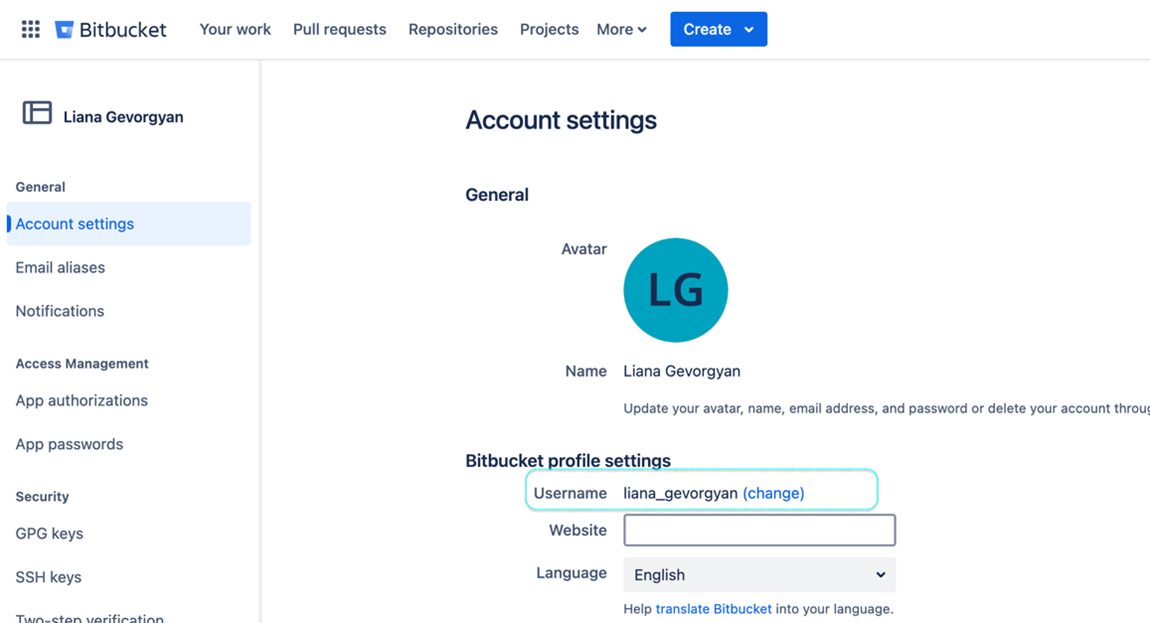 Bitbucket Your work Pull requests Repositories Projects More Create
Liana Gevorgyan
General
Account settings
Email aliases
Notifications
Access Management
App authorizations
App passwords
Security
GPG keys
SSH keys
Two-step verification
Account settings
General
Avatar
LG
Name Liana Gevorgyan
Update your avatar, name, email address, and password or delete your account throug
Bitbucket profile settings
Username liana_gevorgyan (change)
Website
Language English
Help translate Bitbucket into your language.